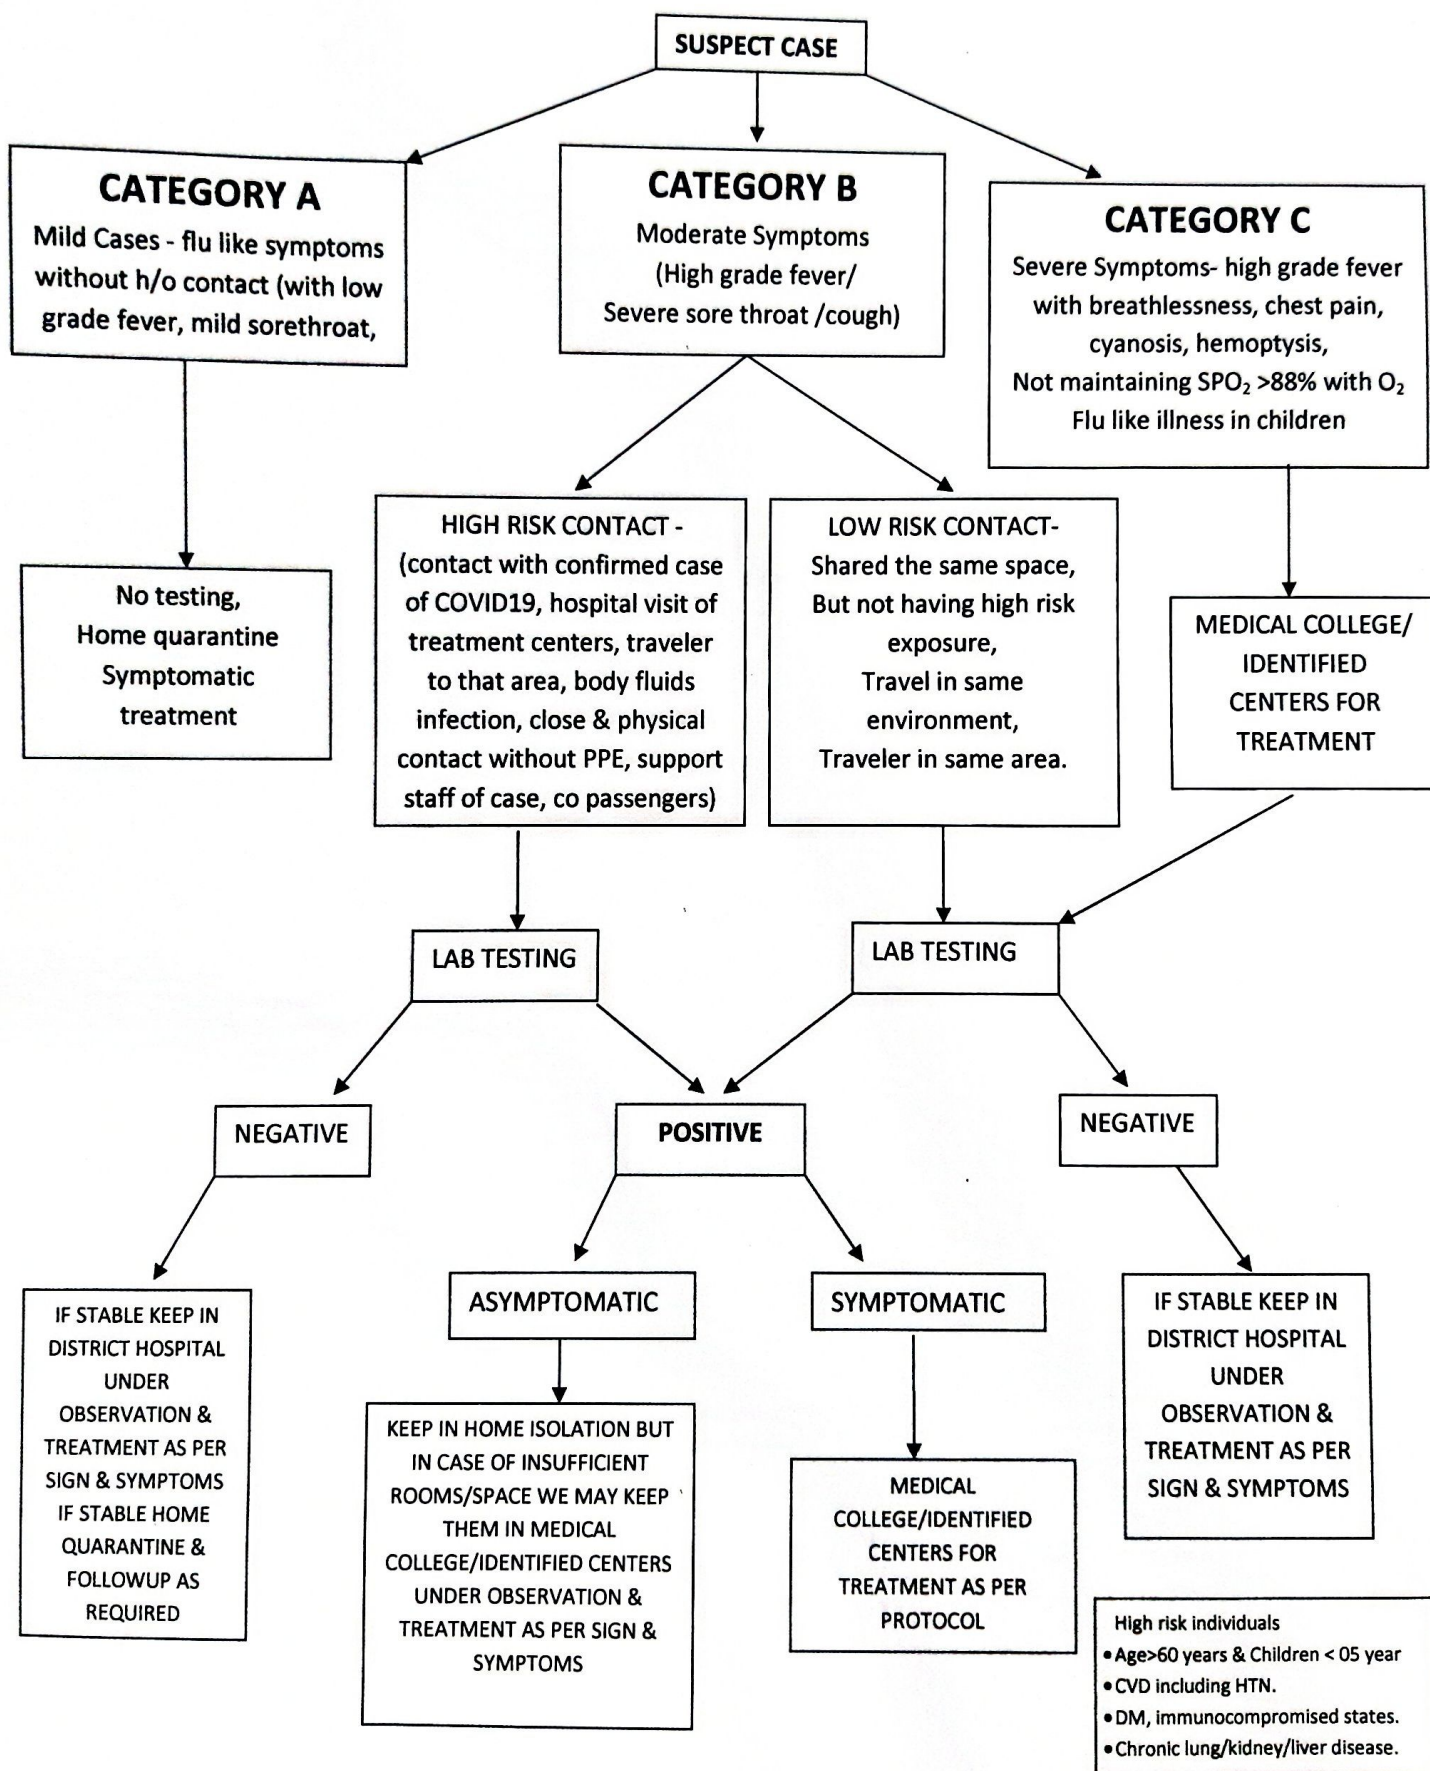 SUSPECT CASE
CATEGORY A
Mild Cases - flu like symptoms
without h/o contact (with low
grade fever, mild sorethroat,
CATEGORY B
Moderate Symptoms
(High grade fever/
Severe sore throat /cough)
CATEGORY C
Severe Symptoms- high grade fever
with breathlessness, chest pain,
cyanosis, hemoptysis,
Not maintaining SPO₂ >88% with O₂
Flu like illness in children
No testing,
Home quarantine
Symptomatic
treatment
HIGH RISK CONTACT -
(contact with confirmed case
of COVID19, hospital visit of
treatment centers, traveler
to that area, body fluids
infection, close & physical
contact without PPE, support
staff of case, co passengers)
LOW RISK CONTACT-
Shared the same space,
But not having high risk
exposure,
Travel in same
environment,
Traveler in same area.
MEDICAL COLLEGE/
IDENTIFIED
CENTERS FOR
TREATMENT
LAB TESTING
LAB TESTING
NEGATIVE
POSITIVE
NEGATIVE
IF STABLE KEEP IN
DISTRICT HOSPITAL
UNDER
OBSERVATION &
TREATMENT AS PER
SIGN & SYMPTOMS
IF STABLE HOME
QUARANTINE &
FOLLOWUP AS
REQUIRED
ASYMPTOMATIC
KEEP IN HOME ISOLATION BUT
IN CASE OF INSUFFICIENT
ROOMS/SPACE WE MAY KEEP
THEM IN MEDICAL
COLLEGE/IDENTIFIED CENTERS
UNDER OBSERVATION &
TREATMENT AS PER SIGN &
SYMPTOMS
SYMPTOMATIC
MEDICAL
COLLEGE/IDENTIFIED
CENTERS FOR
TREATMENT AS PER
PROTOCOL
IF STABLE KEEP IN
DISTRICT HOSPITAL
UNDER
OBSERVATION &
TREATMENT AS PER
SIGN & SYMPTOMS
High risk individuals
• Age>60 years & Children < 05 year
• CVD including HTN.
• DM, immunocompromised states.
• Chronic lung/kidney/liver disease.